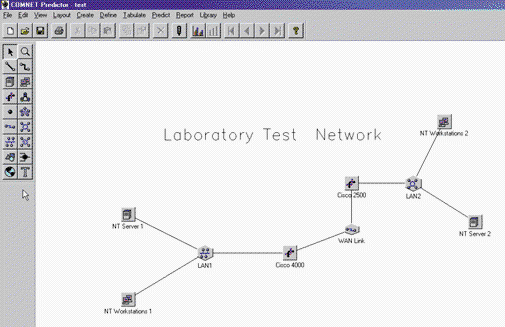 COMNET Predictor - test
File Edit View Layout Create Define Tabulate Predict Report Library Help
Laboratory Test Network
NT Workstations 2
Cisco 2500
LAN2
NT Server 1
WAN Link
NT Server 2
LAN1
Cisco 4000
NT Workstations 1